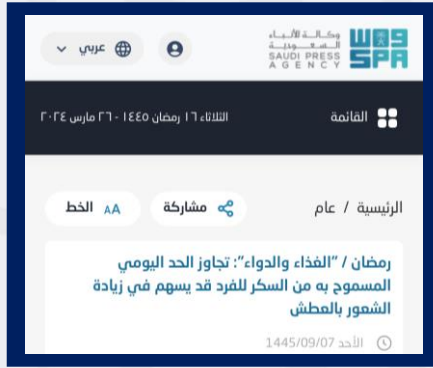 عربي
وكالة الأنباء
السعودية
SAUDI PRESS
AGENCY
واس
SPA
القائمة
الثلاثاء ١٦ رمضان ١٤٤٥ - ٢٦ مارس ٢٠٢٤
الرئيسية / عام
مشاركة
AA الخط
رمضان / "الغذاء والدواء": تجاوز الحد اليومي
المسموح به من السكر للفرد قد يسهم في زيادة
الشعور بالعطش
الأحد 1445/09/07